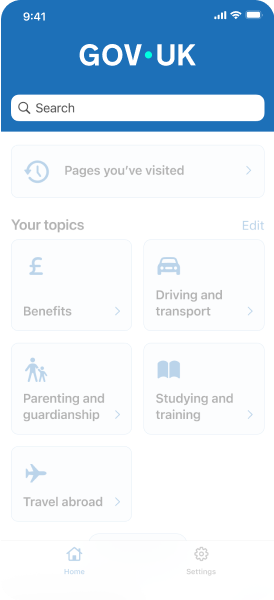 9:41
GOV·UK
Search
Pages you've visited
Your topics
Edit
£
Benefits
Driving and
transport
Parenting and
guardianship
Studying and
training
Travel abroad
Home
Settings